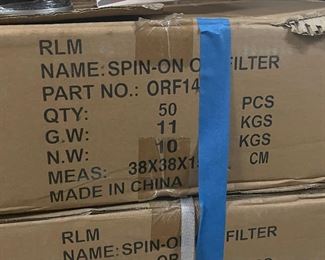 RLM
NAME: SPIN-ON O FILTER
PART NO.: ORF14
QTY: 50 PCS
G.W: 11 KGS
N.W: 10 KGS
MEAS: 38X38X1 CM
MADE IN CHINA
RLM
NAME: SPIN-ON FILTER